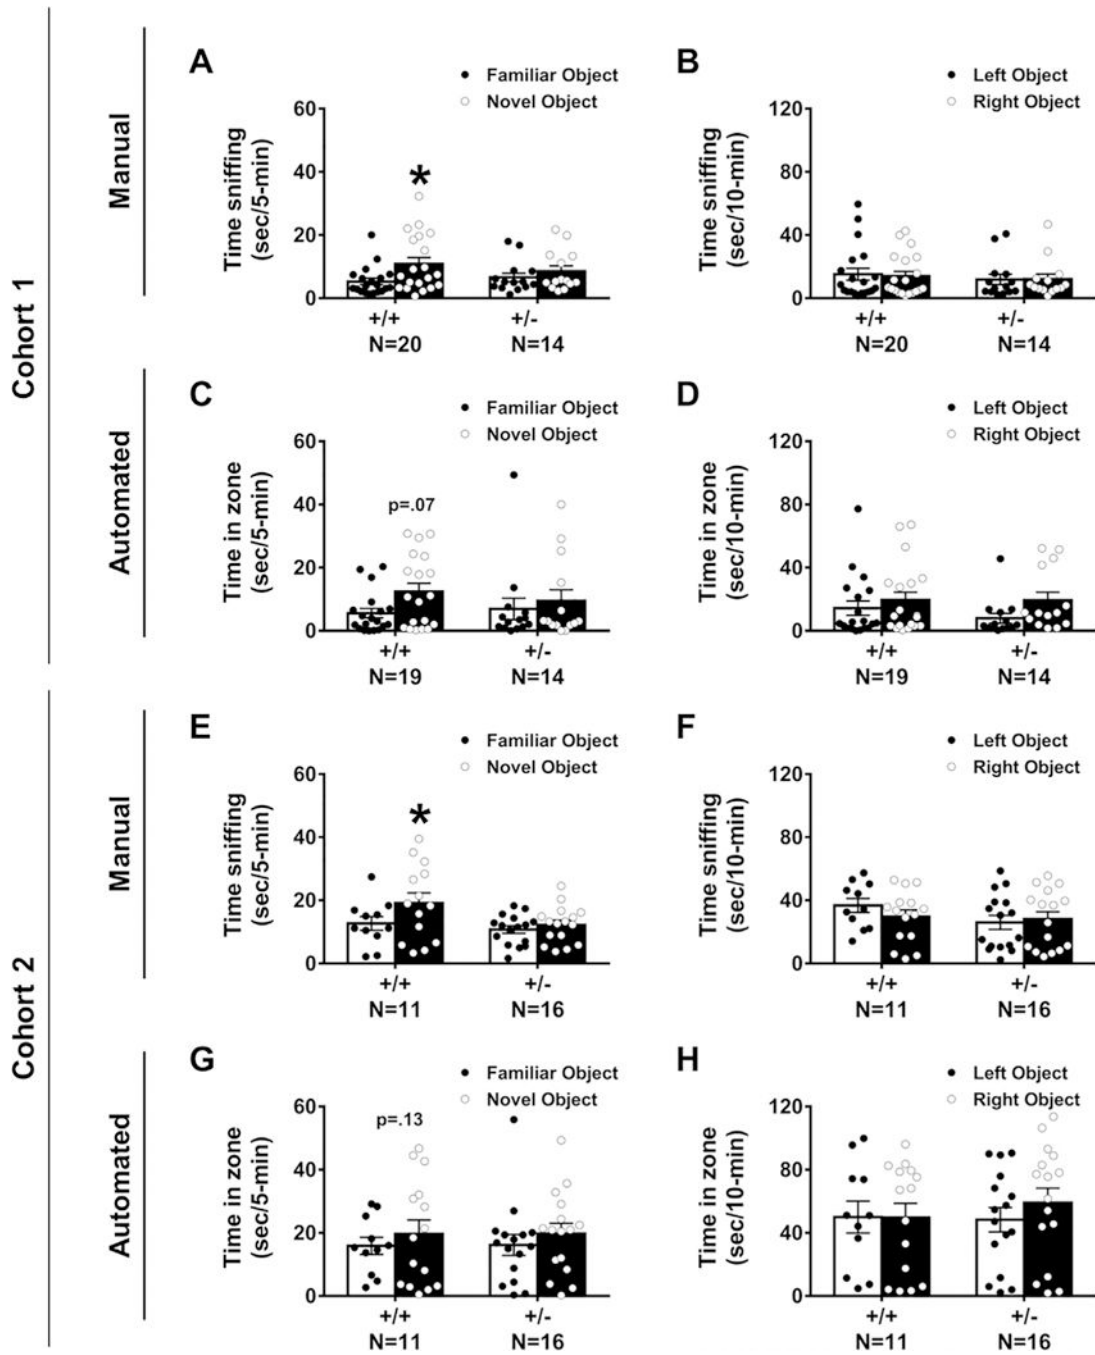 Cohort 1
Manual
A
Familiar Object
Novel Object
Time sniffing
(sec/5-min)
60
40
20
0
*
+/+
N=20
+/-
N=14
B
Left Object
Right Object
Time sniffing
(sec/10-min)
120
80
40
0
+/+
N=20
+/-
N=14
Automated
C
Familiar Object
Novel Object
Time in zone
(sec/5-min)
60
40
20
0
p=.07
+/+
N=19
+/-
N=14
D
Left Object
Right Object
Time in zone
(sec/10-min)
120
80
40
0
+/+
N=19
+/-
N=14
Cohort 2
Manual
E
Familiar Object
Novel Object
Time sniffing
(sec/5-min)
60
40
20
0
*
+/+
N=11
+/-
N=16
F
Left Object
Right Object
Time sniffing
(sec/10-min)
120
80
40
0
+/+
N=11
+/-
N=16
Automated
G
Familiar Object
Novel Object
Time in zone
(sec/5-min)
60
40
20
0
p=.13
+/+
N=11
+/-
N=16
H
Left Object
Right Object
Time in zone
(sec/10-min)
120
80
40
0
+/+
N=11
+/-
N=16